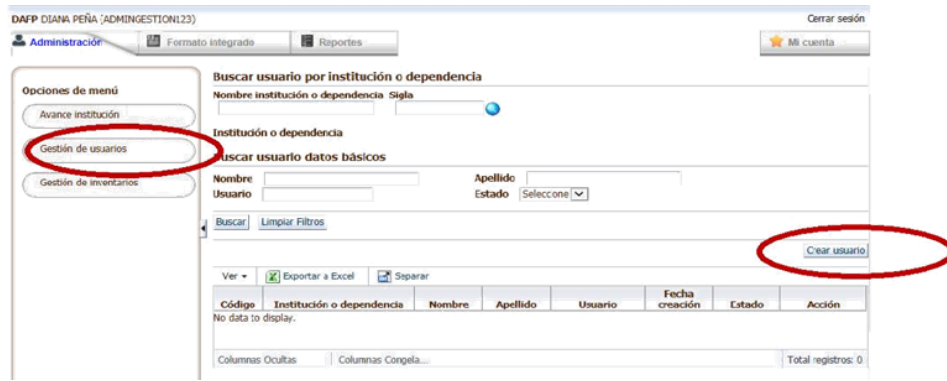 DAFP DIANA PEÑA (ADMINGESTION123) Cerrar sesión
Administración Formato integrado Reportes Mi cuenta
Opciones de menú
Avance institución
Gestión de usuarios
Gestión de inventarios
Buscar usuario por institución o dependencia
Nombre institución o dependencia Sigla
Institución o dependencia
Buscar usuario datos básicos
Nombre Apellido
Usuario Estado Seleccone
Buscar Limpiar Filtros
Crear usuario
Ver Exportar a Excel Separar
Código Institución o dependencia Nombre Apellido Usuario Fecha creación Estado Acción
No data to display.
Columnas Ocultas Columnas Congela... Total registros: 0